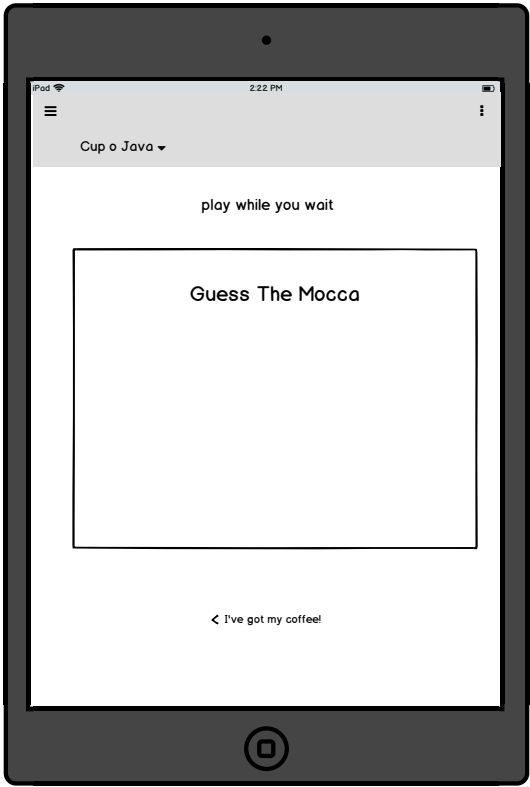 iPad 2:22 PM
Cup o Java
play while you wait
Guess The Mocca
I've got my coffee!